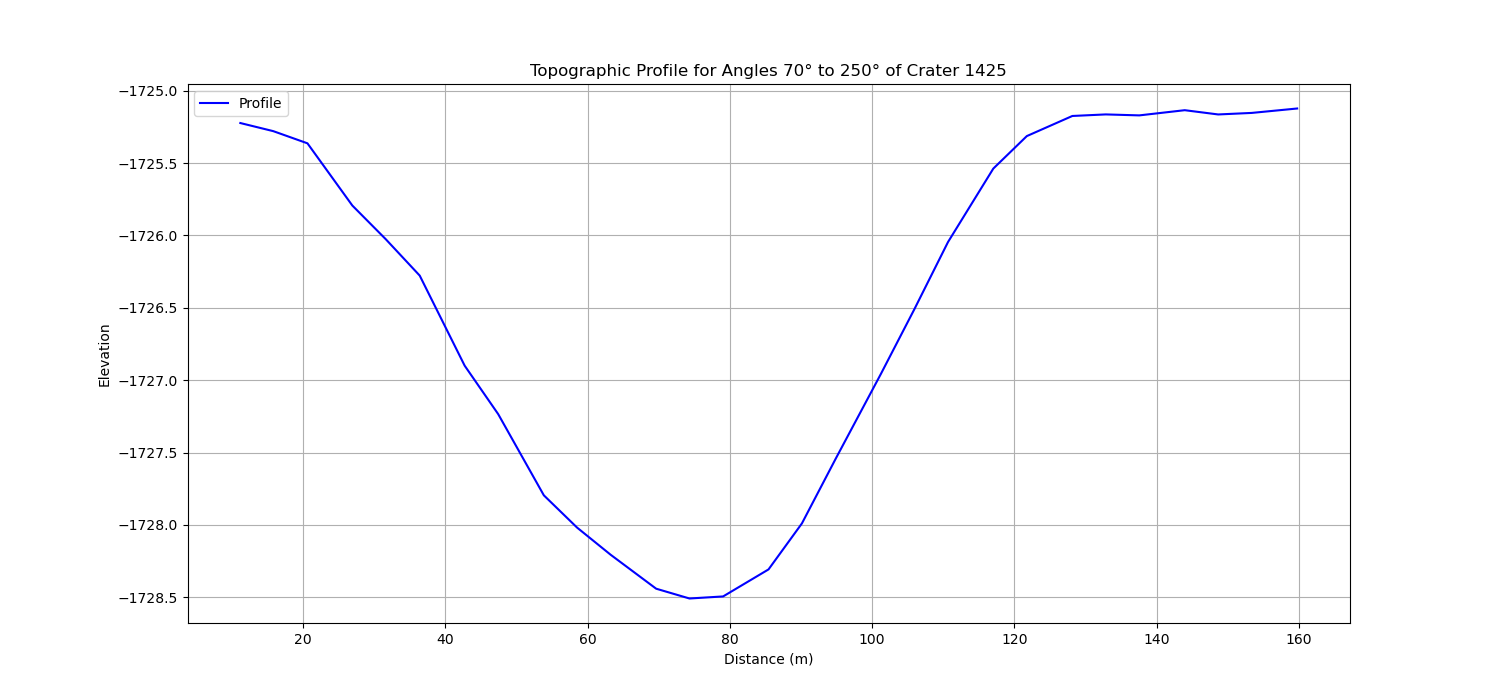 Topographic Profile for Angles 70° to 250° of Crater 1425
Profile
Elevation
−1725.0
−1725.5
−1726.0
−1726.5
−1727.0
−1727.5
−1728.0
−1728.5
20 40 60 80 100 120 140 160
Distance (m)